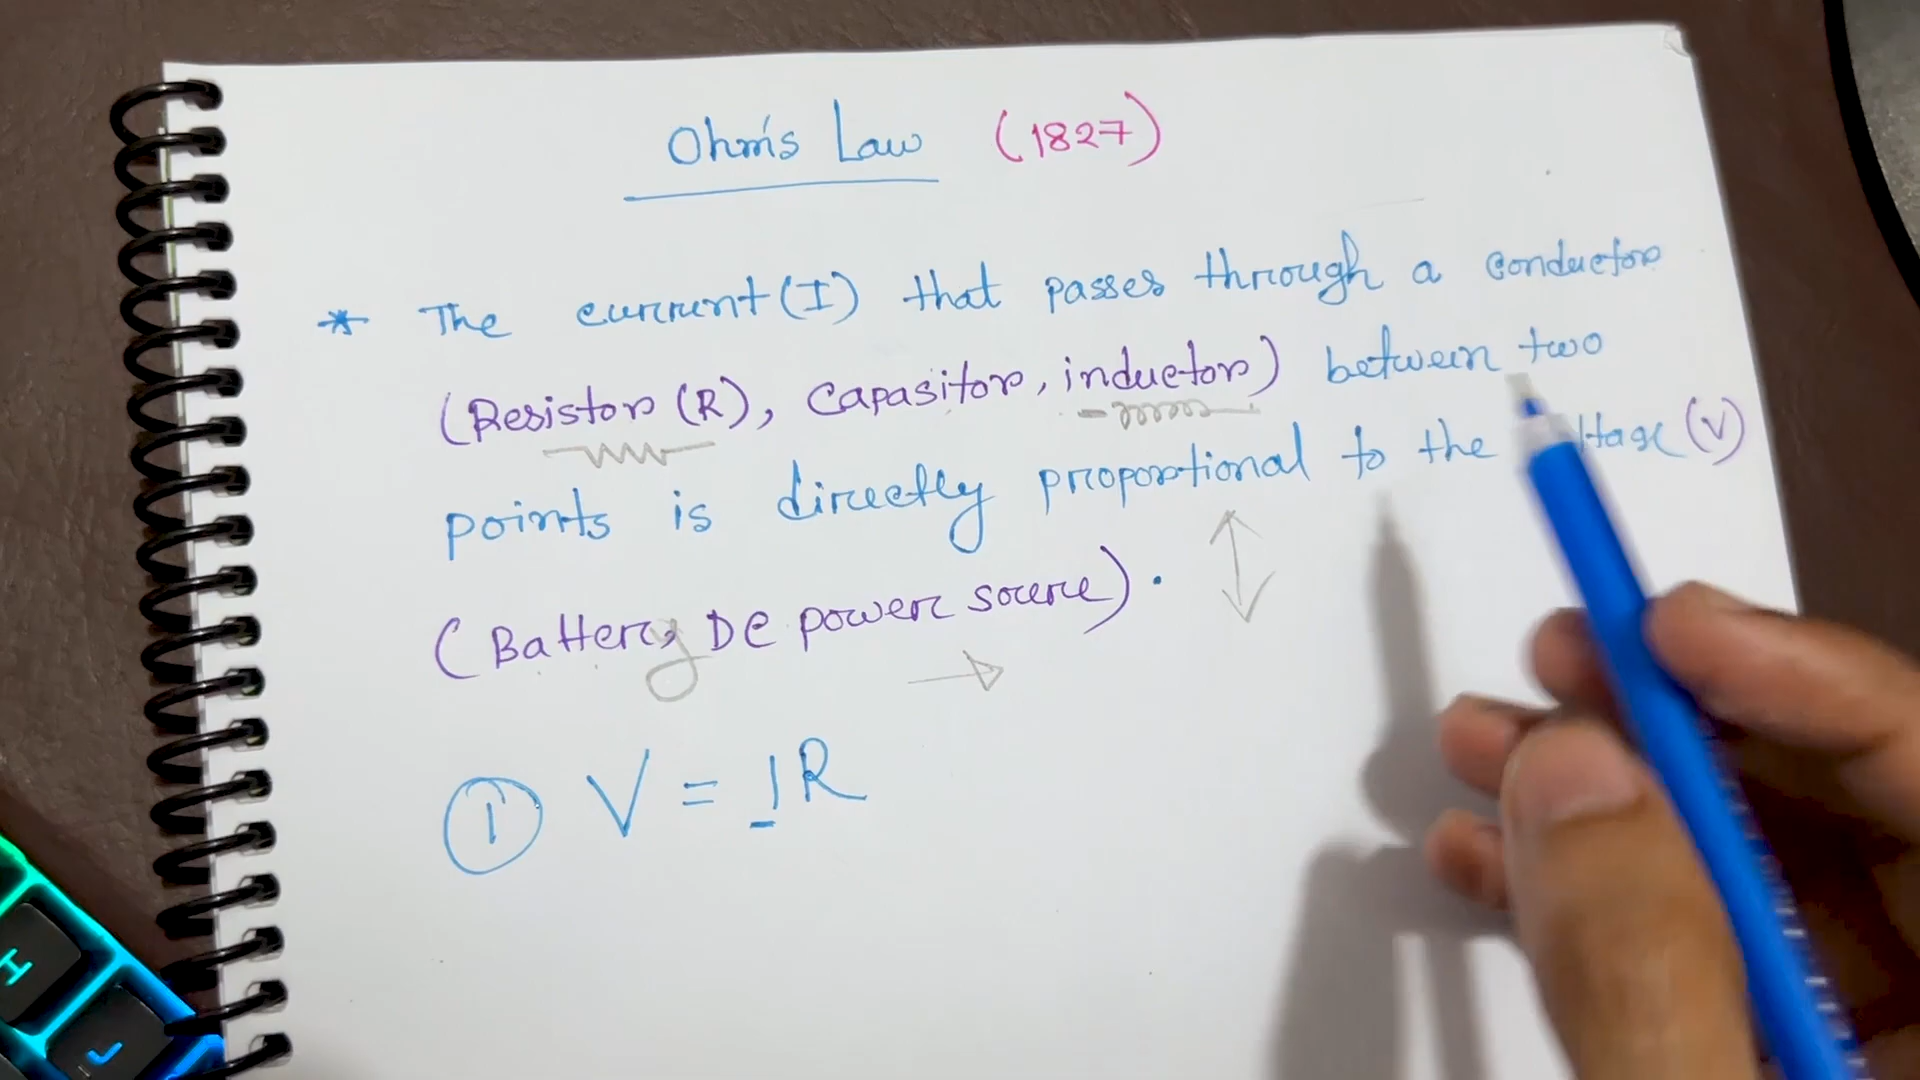 Ohm's Law (1827)
* The current (I) that passes through a conductor
(Resistor (R), Capasitor, inductor) between two
points is directly proportional to the (V)
(Battery, DC power source).
1 V = IR
H
J